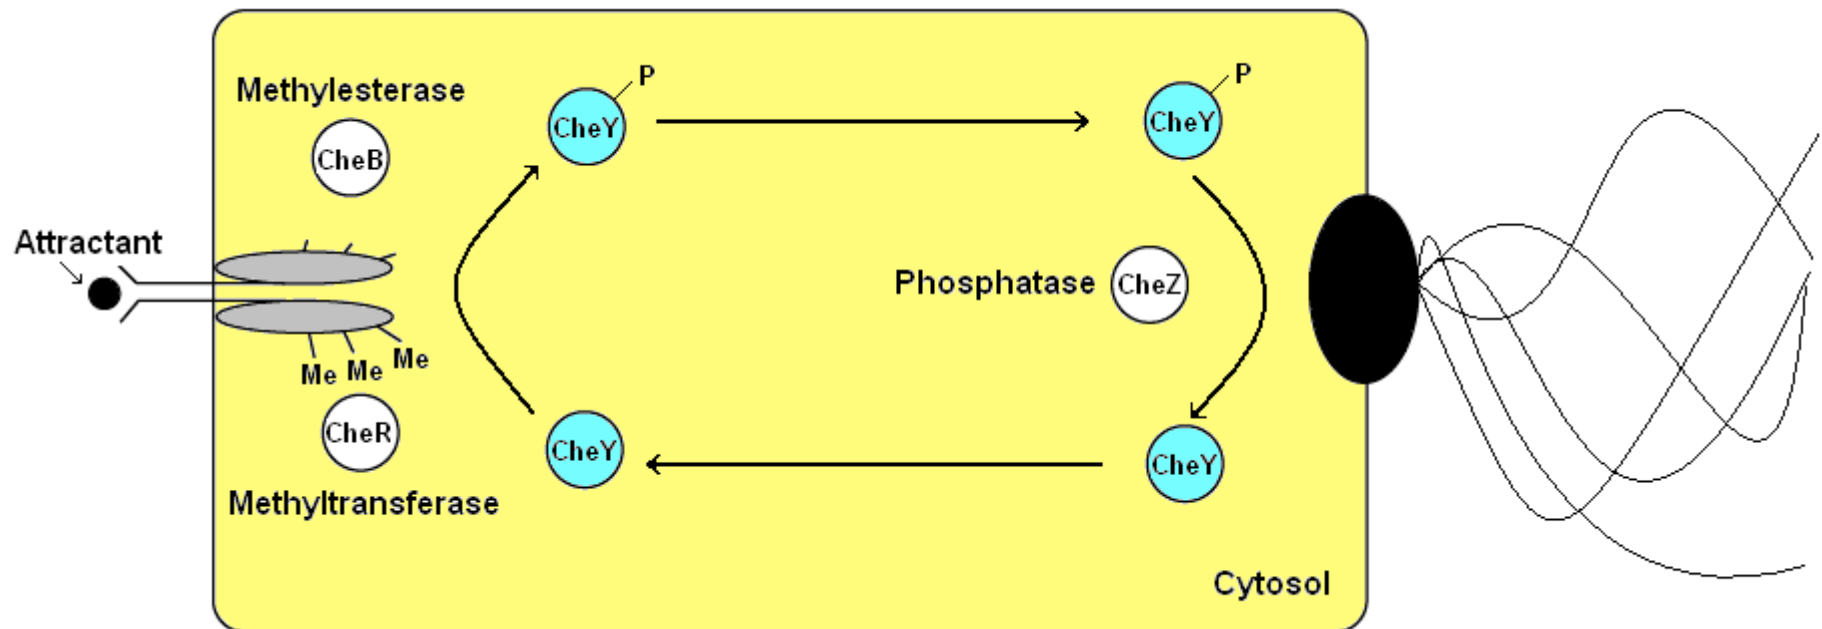 Methylesterase
CheB
Attractant
Me Me Me
CheR
Methyltransferase
P
CheY
CheY
P
CheY
Phosphatase
CheZ
CheY
Cytosol